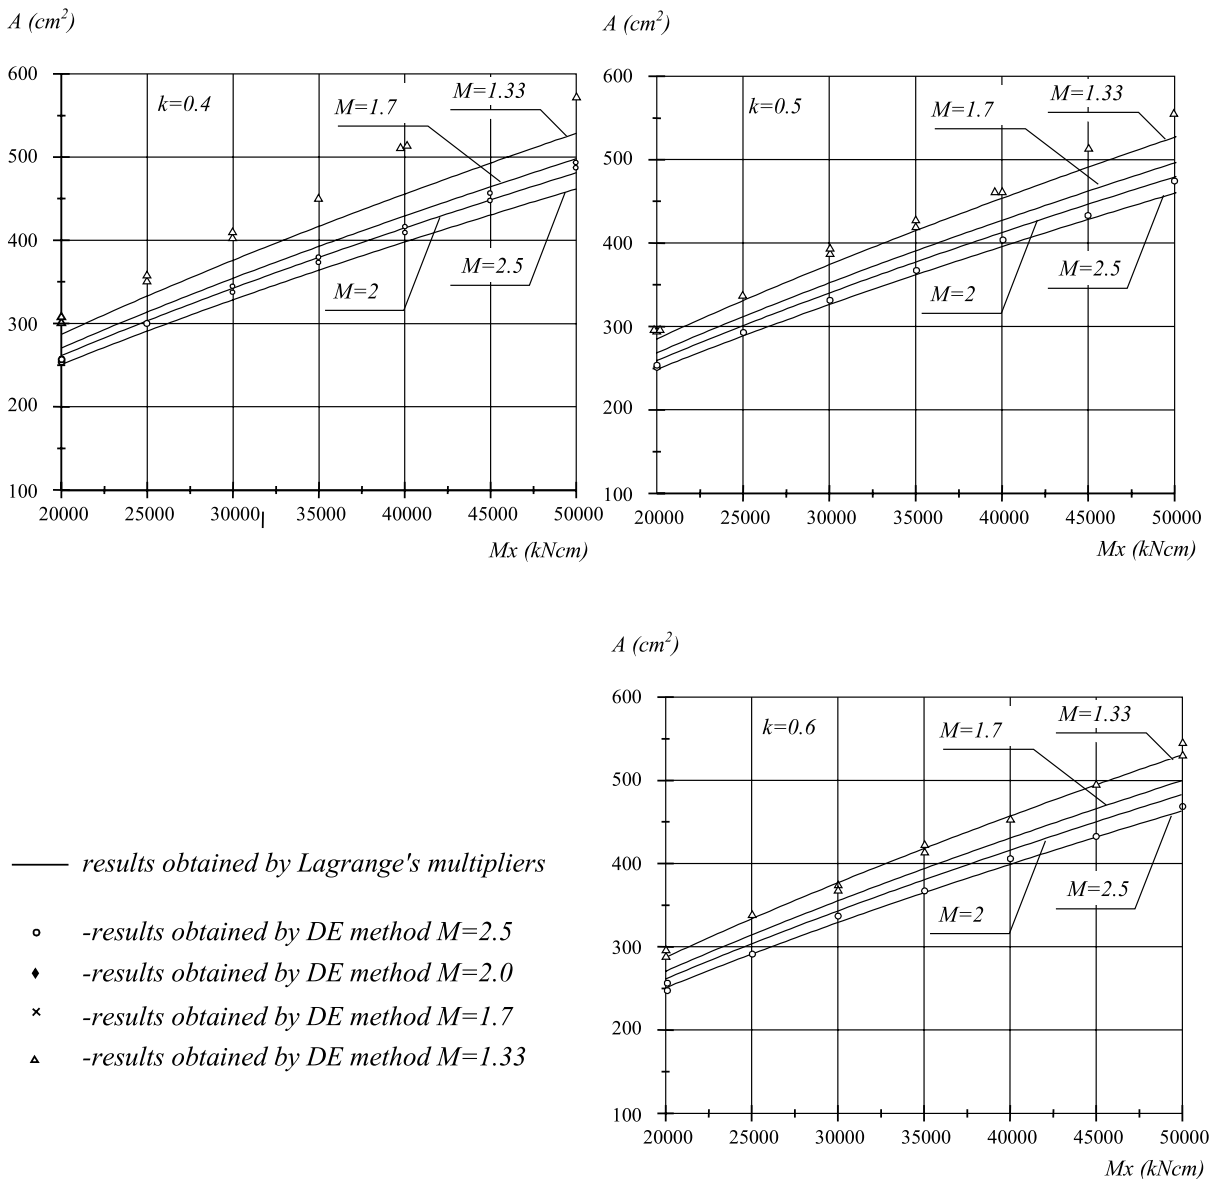 A (cm2)
600
500
400
300
200
100
k=0.4
M=1.7
M=1.33
M=2
M=2.5
20000 25000 30000 35000 40000 45000 50000
Mx (kNcm)
A (cm2)
600
500
400
300
200
100
k=0.5
M=1.7
M=1.33
M=2
M=2.5
20000 25000 30000 35000 40000 45000 50000
Mx (kNcm)
A (cm2)
600
500
400
300
200
100
k=0.6
M=1.7
M=1.33
M=2
M=2.5
20000 25000 30000 35000 40000 45000 50000
Mx (kNcm)
results obtained by Lagrange's multipliers
-results obtained by DE method M=2.5
-results obtained by DE method M=2.0
-results obtained by DE method M=1.7
-results obtained by DE method M=1.33